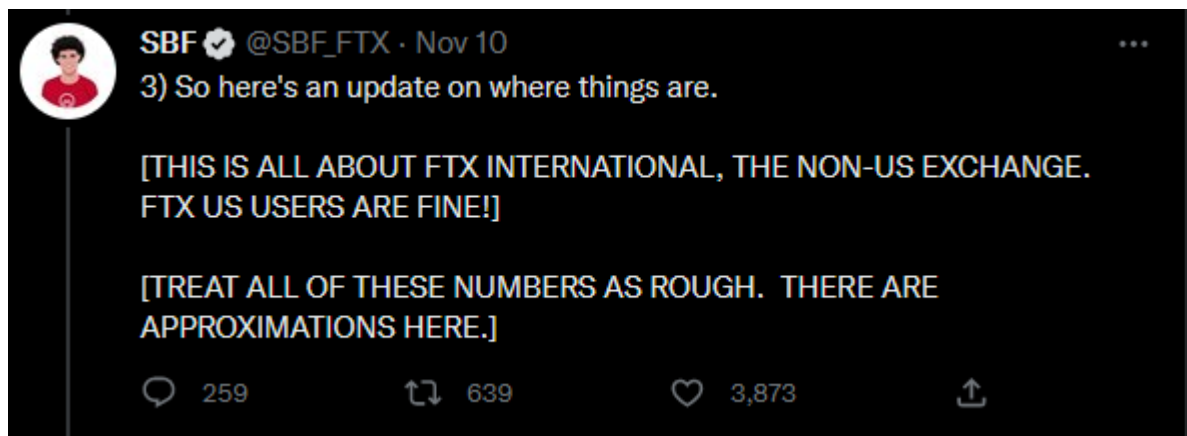 SBF @SBF_FTX · Nov 10
3) So here's an update on where things are.
[THIS IS ALL ABOUT FTX INTERNATIONAL, THE NON-US EXCHANGE.
FTX US USERS ARE FINE!]
[TREAT ALL OF THESE NUMBERS AS ROUGH.  THERE ARE
APPROXIMATIONS HERE.]
259 639 3,873